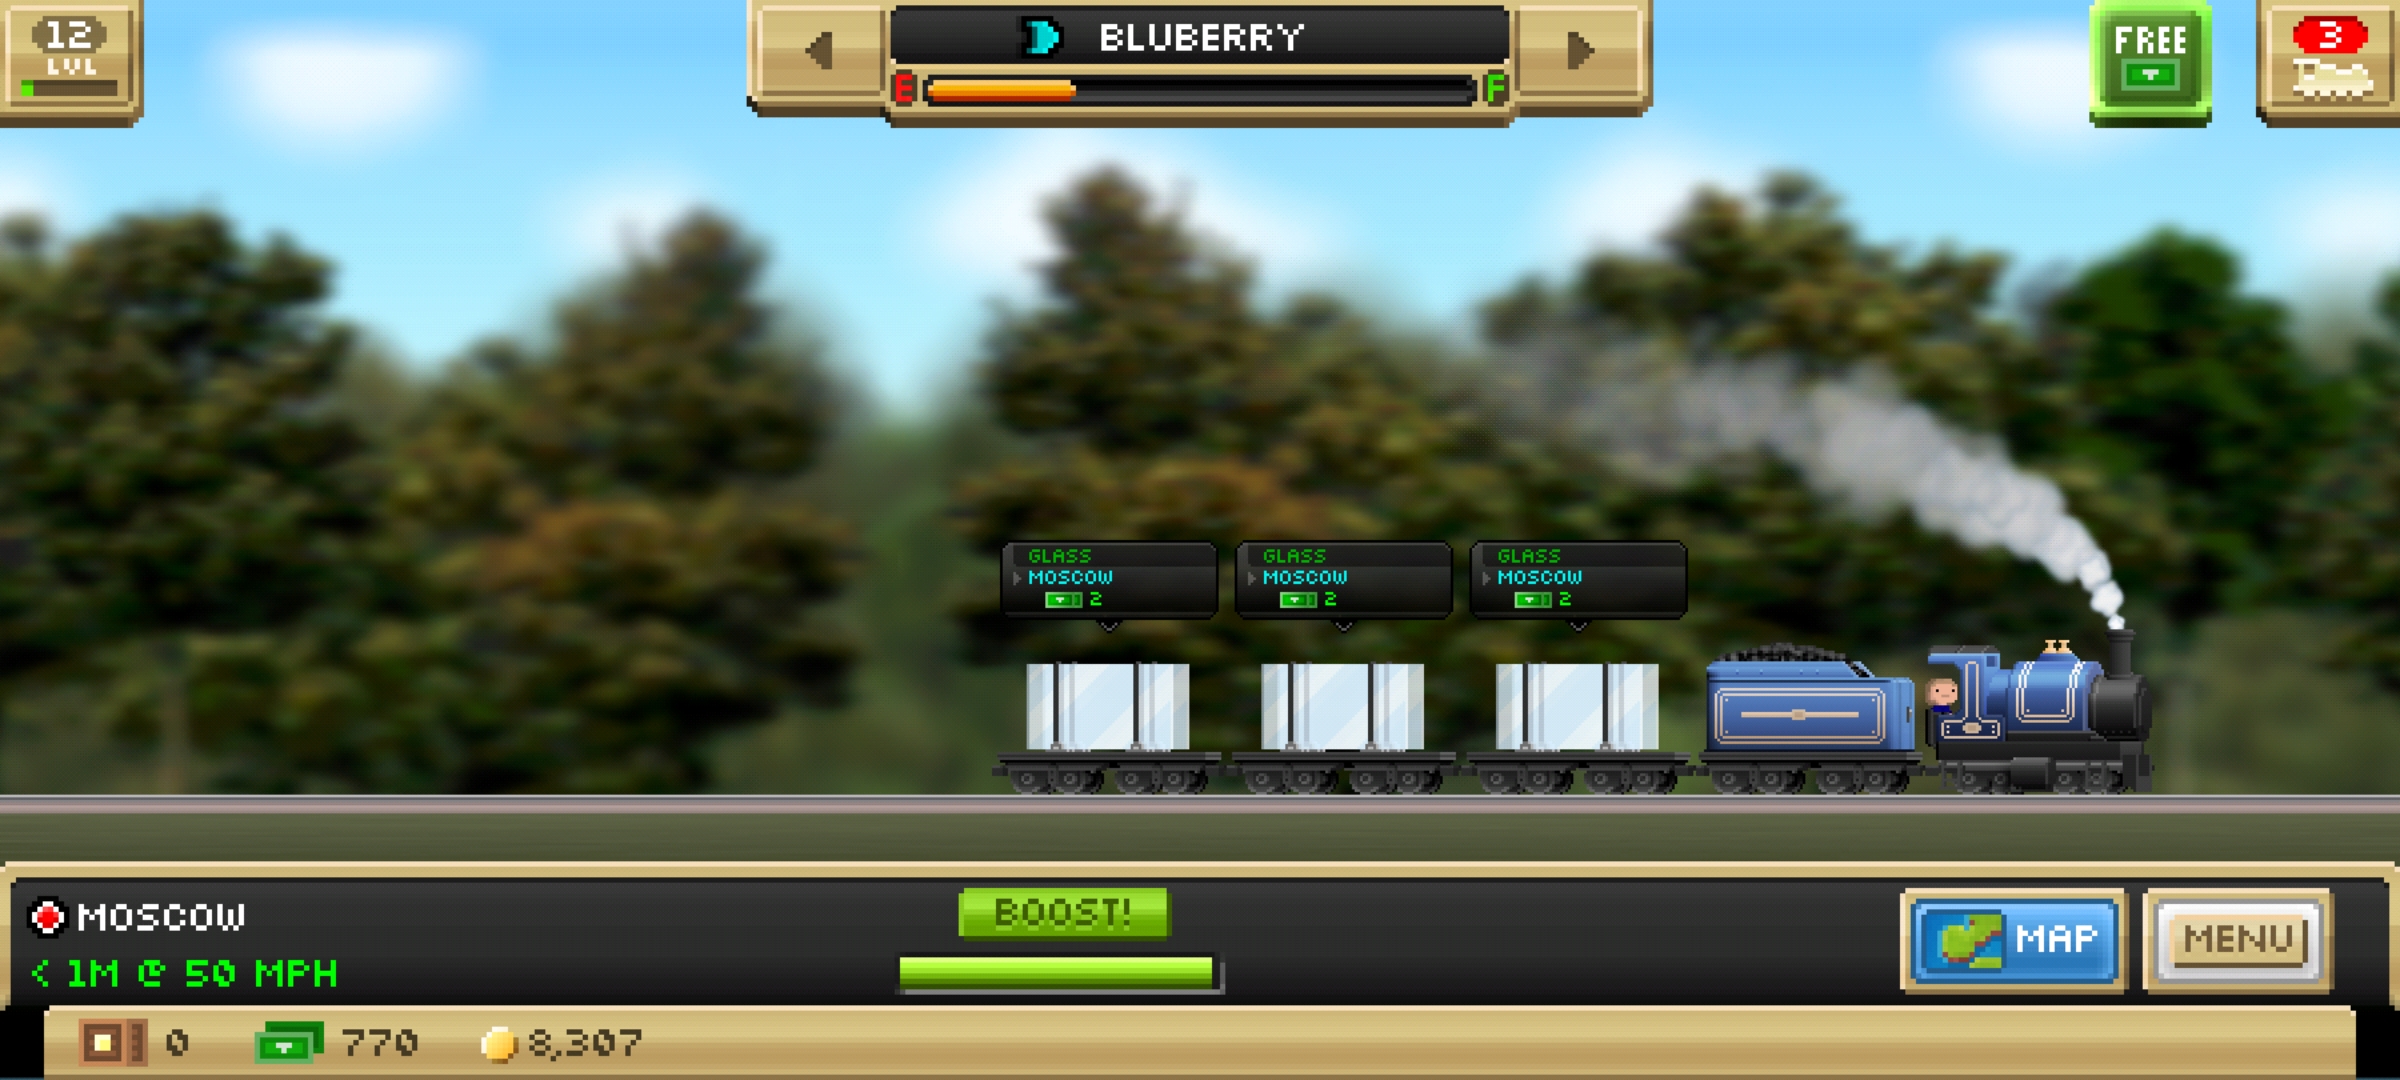 12
LVL
BLUBERRY
E F
FREE
3
GLASS
MOSCOW
2
GLASS
MOSCOW
2
GLASS
MOSCOW
2
MOSCOW
< 1M @ 50 MPH
BOOST!
MAP
MENU
0 770 8,307